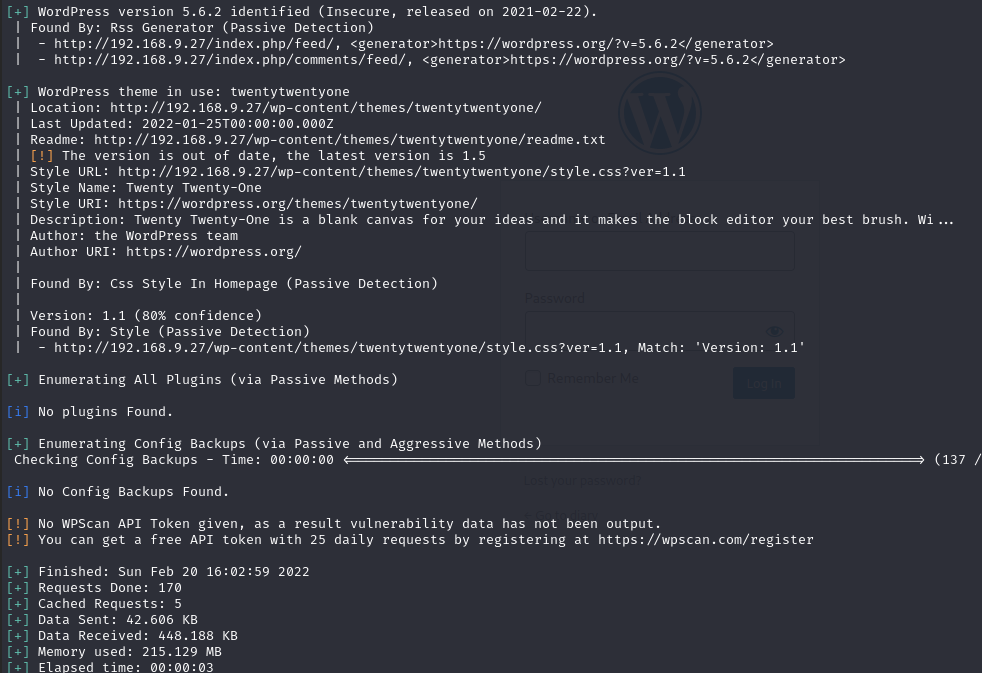 [+] WordPress version 5.6.2 identified (Insecure, released on 2021-02-22).
| Found By: Rss Generator (Passive Detection)
|  - http://192.168.9.27/index.php/feed/, <generator>https://wordpress.org/?v=5.6.2</generator>
|  - http://192.168.9.27/index.php/comments/feed/, <generator>https://wordpress.org/?v=5.6.2</generator>
[+] WordPress theme in use: twentytwentyone
| Location: http://192.168.9.27/wp-content/themes/twentytwentyone/
| Last Updated: 2022-01-25T00:00:00.000Z
| Readme: http://192.168.9.27/wp-content/themes/twentytwentyone/readme.txt
| [!] The version is out of date, the latest version is 1.5
| Style URL: http://192.168.9.27/wp-content/themes/twentytwentyone/style.css?ver=1.1
| Style Name: Twenty Twenty-One
| Style URI: https://wordpress.org/themes/twentytwentyone/
| Description: Twenty Twenty-One is a blank canvas for your ideas and it makes the block editor your best brush. Wi...
| Author: the WordPress team
| Author URI: https://wordpress.org/
|
| Found By: Css Style In Homepage (Passive Detection)
|
Password
| Version: 1.1 (80% confidence)
| Found By: Style (Passive Detection)
|  - http://192.168.9.27/wp-content/themes/twentytwentyone/style.css?ver=1.1, Match: 'Version: 1.1'
[+] Enumerating All Plugins (via Passive Methods)
Remember Me
Log In
[i] No plugins Found.
[+] Enumerating Config Backups (via Passive and Aggressive Methods)
Checking Config Backups - Time: 00:00:00 <==================================================> (137 /
Lost your password?
[i] No Config Backups Found.
[!] No WPScan API Token given, as a result vulnerability data has not been output.
[!] You can get a free API token with 25 daily requests by registering at https://wpscan.com/register
[+] Finished: Sun Feb 20 16:02:59 2022
[+] Requests Done: 170
[+] Cached Requests: 5
[+] Data Sent: 42.606 KB
[+] Data Received: 448.188 KB
[+] Memory used: 215.129 MB
[+] Elapsed time: 00:00:03